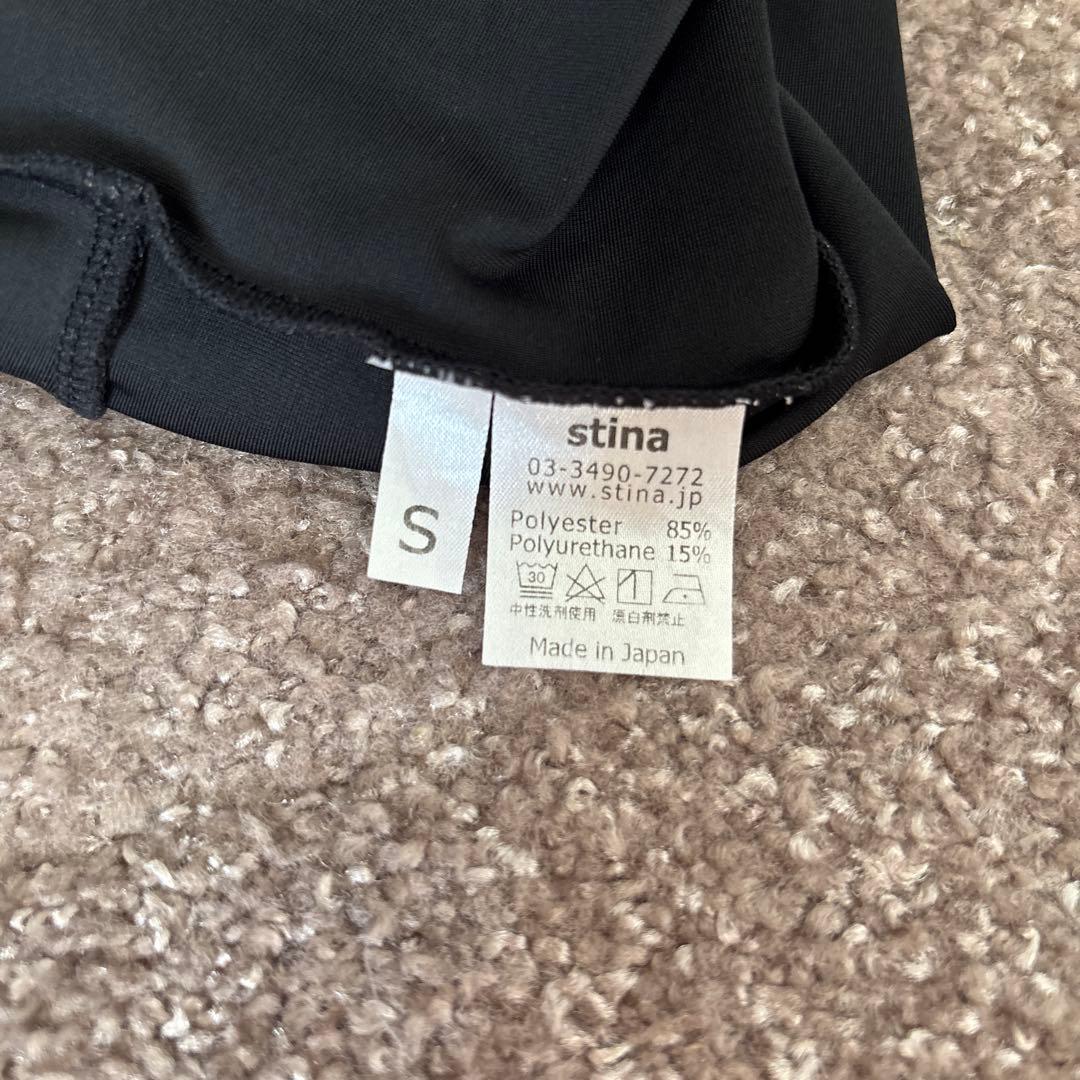 S
stina
03-3490-7272
www.stina.jp
Polyester 85%
Polyurethane 15%
30
中性洗剤使用 漂白剤禁止
Made in Japan